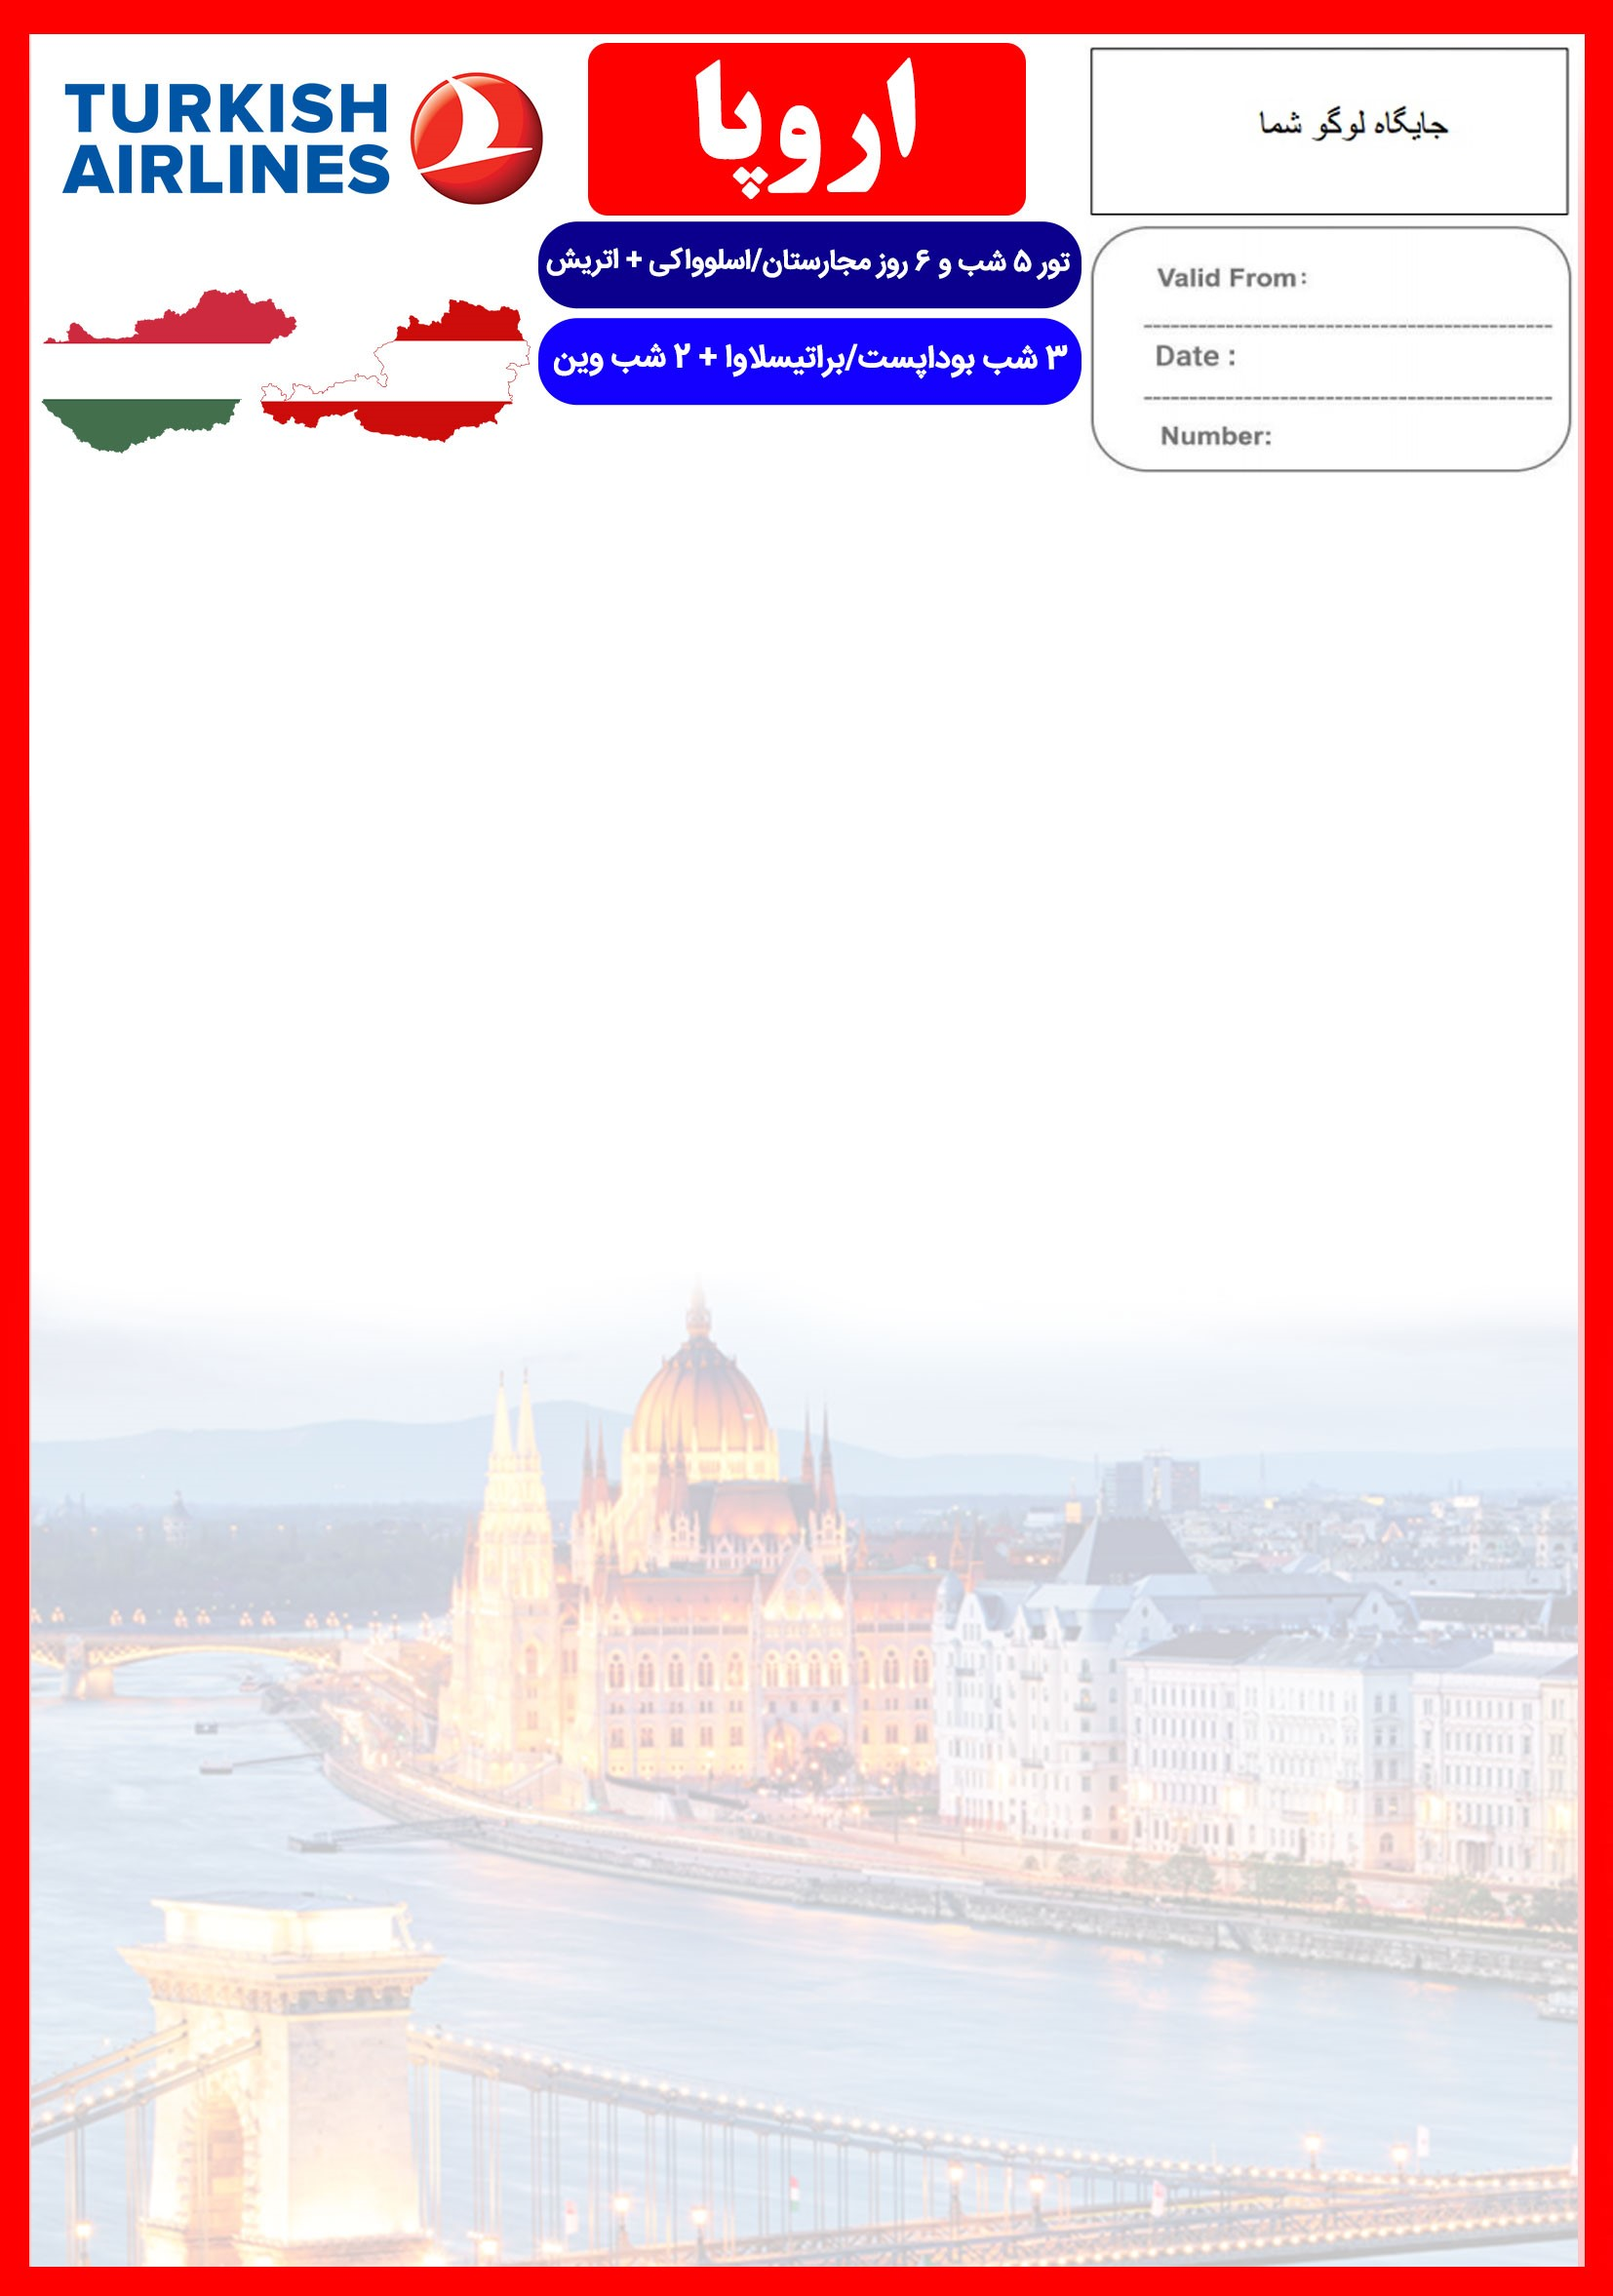 TURKISH
AIRLINES
اروپا
جایگاه لوگو شما
تور ۵ شب و ۶ روز مجارستان/اسلوواکی + اتریش
۳ شب بوداپست/براتیسلاوا + ۲ شب وین
Valid From:
Date :
Number: